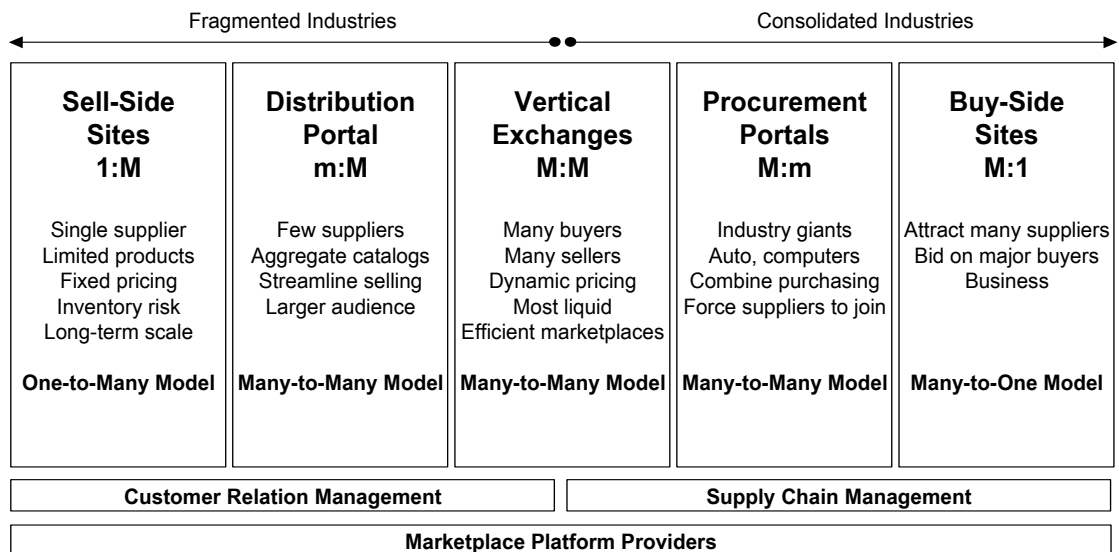 Fragmented Industries
Consolidated Industries
Sell-Side
Sites
1:M
Single supplier
Limited products
Fixed pricing
Inventory risk
Long-term scale
One-to-Many Model
Distribution
Portal
m:M
Few suppliers
Aggregate catalogs
Streamline selling
Larger audience
Many-to-Many Model
Vertical
Exchanges
M:M
Many buyers
Many sellers
Dynamic pricing
Most liquid
Efficient marketplaces
Many-to-Many Model
Procurement
Portals
M:m
Industry giants
Auto, computers
Combine purchasing
Force suppliers to join
Many-to-Many Model
Buy-Side
Sites
M:1
Attract many suppliers
Bid on major buyers
Business
Many-to-One Model
Customer Relation Management
Supply Chain Management
Marketplace Platform Providers